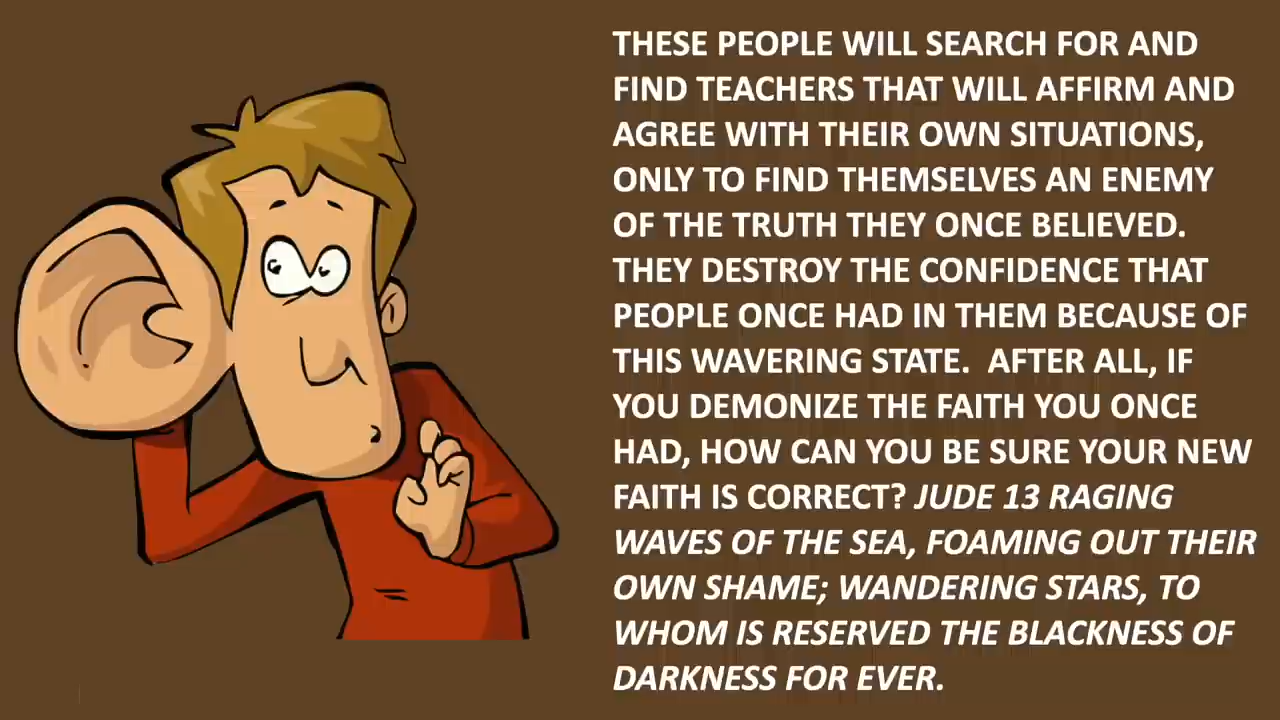 THESE PEOPLE WILL SEARCH FOR AND
FIND TEACHERS THAT WILL AFFIRM AND
AGREE WITH THEIR OWN SITUATIONS,
ONLY TO FIND THEMSELVES AN ENEMY
OF THE TRUTH THEY ONCE BELIEVED.
THEY DESTROY THE CONFIDENCE THAT
PEOPLE ONCE HAD IN THEM BECAUSE OF
THIS WAVERING STATE.  AFTER ALL, IF
YOU DEMONIZE THE FAITH YOU ONCE
HAD, HOW CAN YOU BE SURE YOUR NEW
FAITH IS CORRECT? JUDE 13 RAGING
WAVES OF THE SEA, FOAMING OUT THEIR
OWN SHAME; WANDERING STARS, TO
WHOM IS RESERVED THE BLACKNESS OF
DARKNESS FOR EVER.